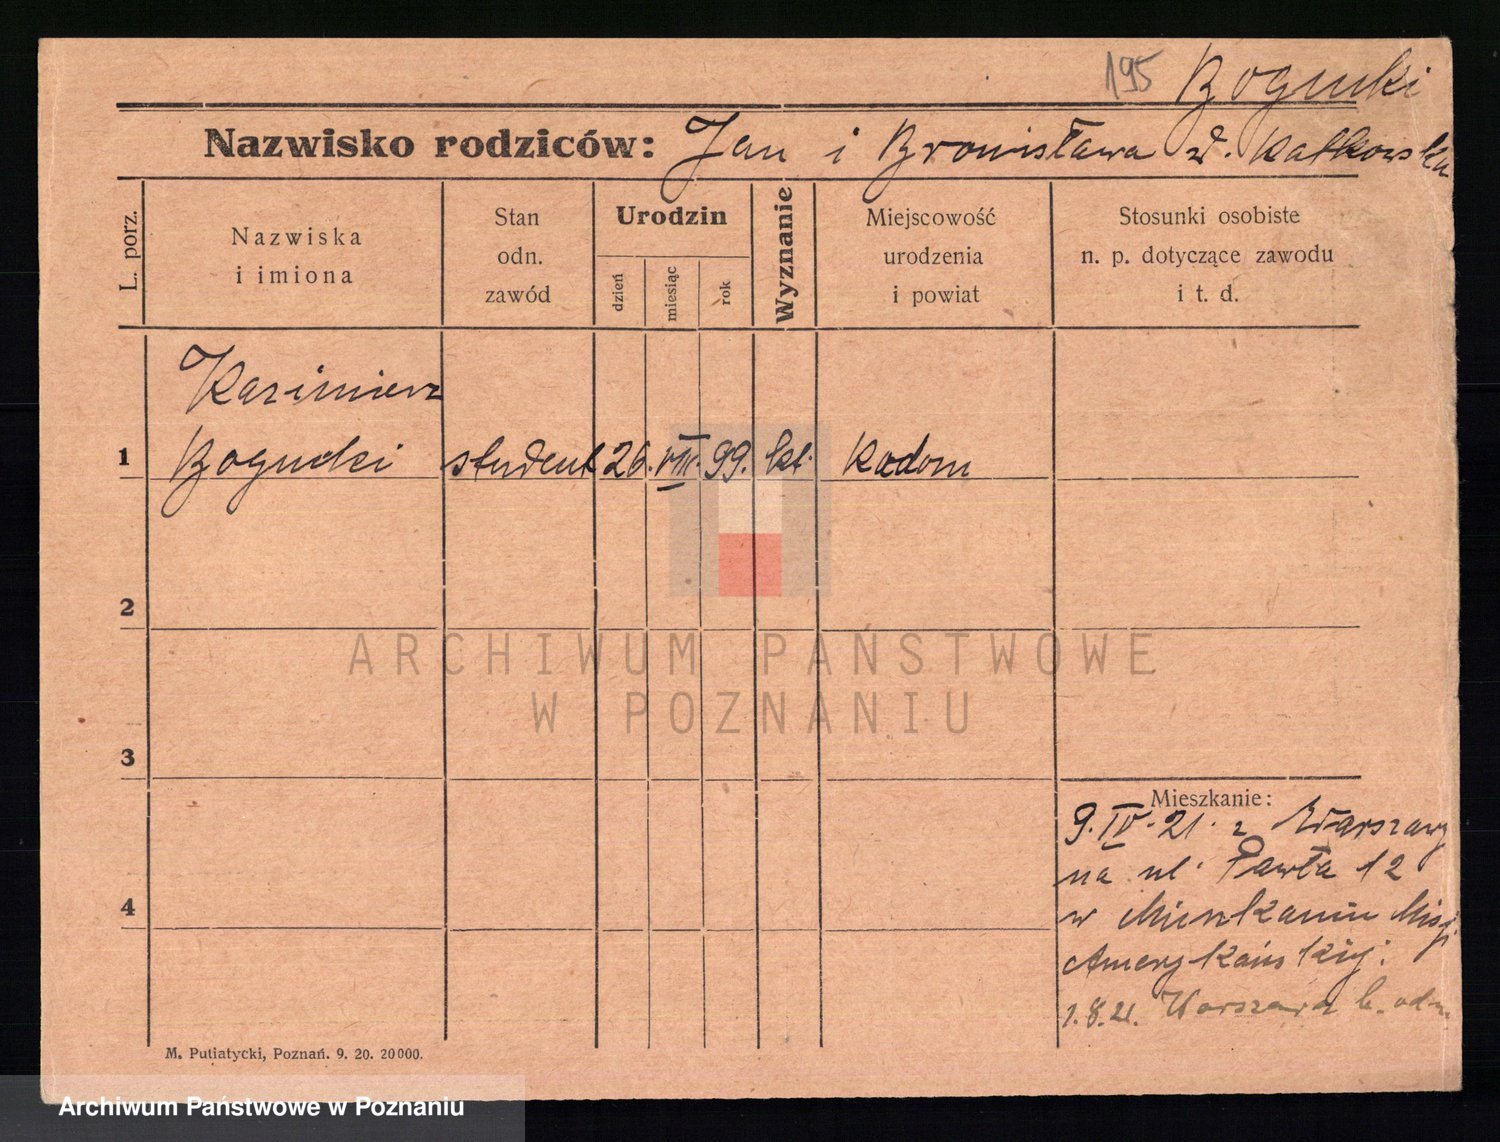 195 Bogucki
Nazwisko rodziców: Jan i Bronisława z d. Kałkowska
L. porz.
Nazwiska
i imiona
Stan
odn.
zawód
Urodzin
dzień
miesiąc
rok
Wyznanie
Miejscowość
urodzenia
i powiat
Stosunki osobiste
n. p. dotyczące zawodu
i t. d.
Kazimierz
1 Bogucki student 26. VIII. 99. kt. Radom
2
ARCHIWUM PAŃSTWOWE
W POZNANIU
3
Mieszkanie:
9. IV. 21. z Warszawy
na ul. Pawła 12
w Mieszkaniu Misji
Amerykańskiej.
4
1.8.21. Warszawa
M. Putiatycki, Poznań. 9. 20. 20000.
Archiwum Państwowe w Poznaniu